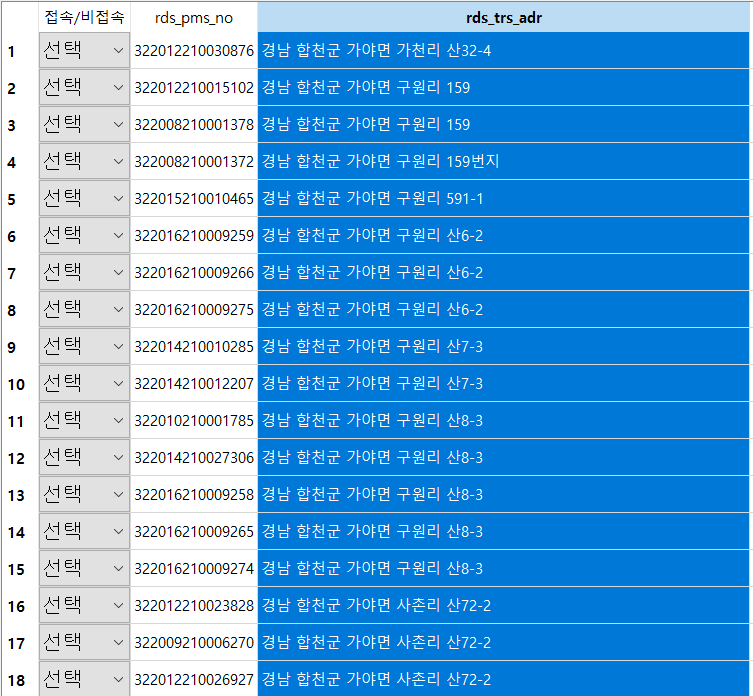 접속/비접속 rds_pms_no rds_trs_adr
1 선택 322012210030876 경남 합천군 가야면 가천리 산32-4
2 선택 322012210015102 경남 합천군 가야면 구원리 159
3 선택 322008210001378 경남 합천군 가야면 구원리 159
4 선택 322008210001372 경남 합천군 가야면 구원리 159번지
5 선택 322015210010465 경남 합천군 가야면 구원리 591-1
6 선택 322016210009259 경남 합천군 가야면 구원리 산6-2
7 선택 322016210009266 경남 합천군 가야면 구원리 산6-2
8 선택 322016210009275 경남 합천군 가야면 구원리 산6-2
9 선택 322014210010285 경남 합천군 가야면 구원리 산7-3
10 선택 322014210012207 경남 합천군 가야면 구원리 산7-3
11 선택 322010210001785 경남 합천군 가야면 구원리 산8-3
12 선택 322014210027306 경남 합천군 가야면 구원리 산8-3
13 선택 322016210009258 경남 합천군 가야면 구원리 산8-3
14 선택 322016210009265 경남 합천군 가야면 구원리 산8-3
15 선택 322016210009274 경남 합천군 가야면 구원리 산8-3
16 선택 322012210023828 경남 합천군 가야면 사촌리 산72-2
17 선택 322009210006270 경남 합천군 가야면 사촌리 산72-2
18 선택 322012210026927 경남 합천군 가야면 사촌리 산72-2